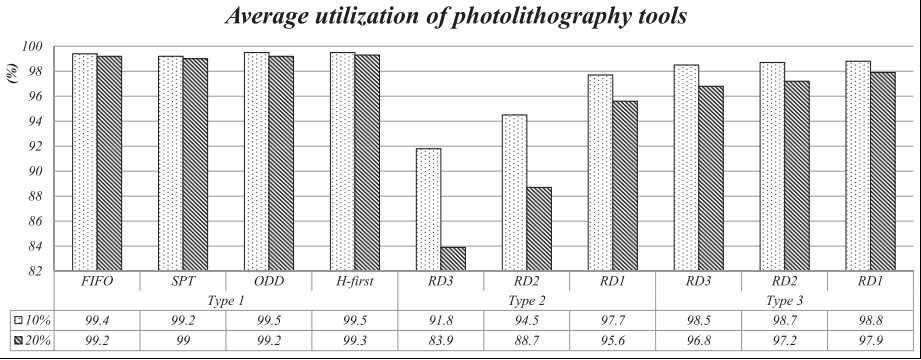 Average utilization of photolithography tools
(%)
100
98
96
94
92
90
88
86
84
82
FIFO SPT ODD H-first RD3 RD2 RD1 RD3 RD2 RD1
Type 1 Type 2 Type 3
10% 99.4 99.2 99.5 99.5 91.8 94.5 97.7 98.5 98.7 98.8
20% 99.2 99 99.2 99.3 83.9 88.7 95.6 96.8 97.2 97.9